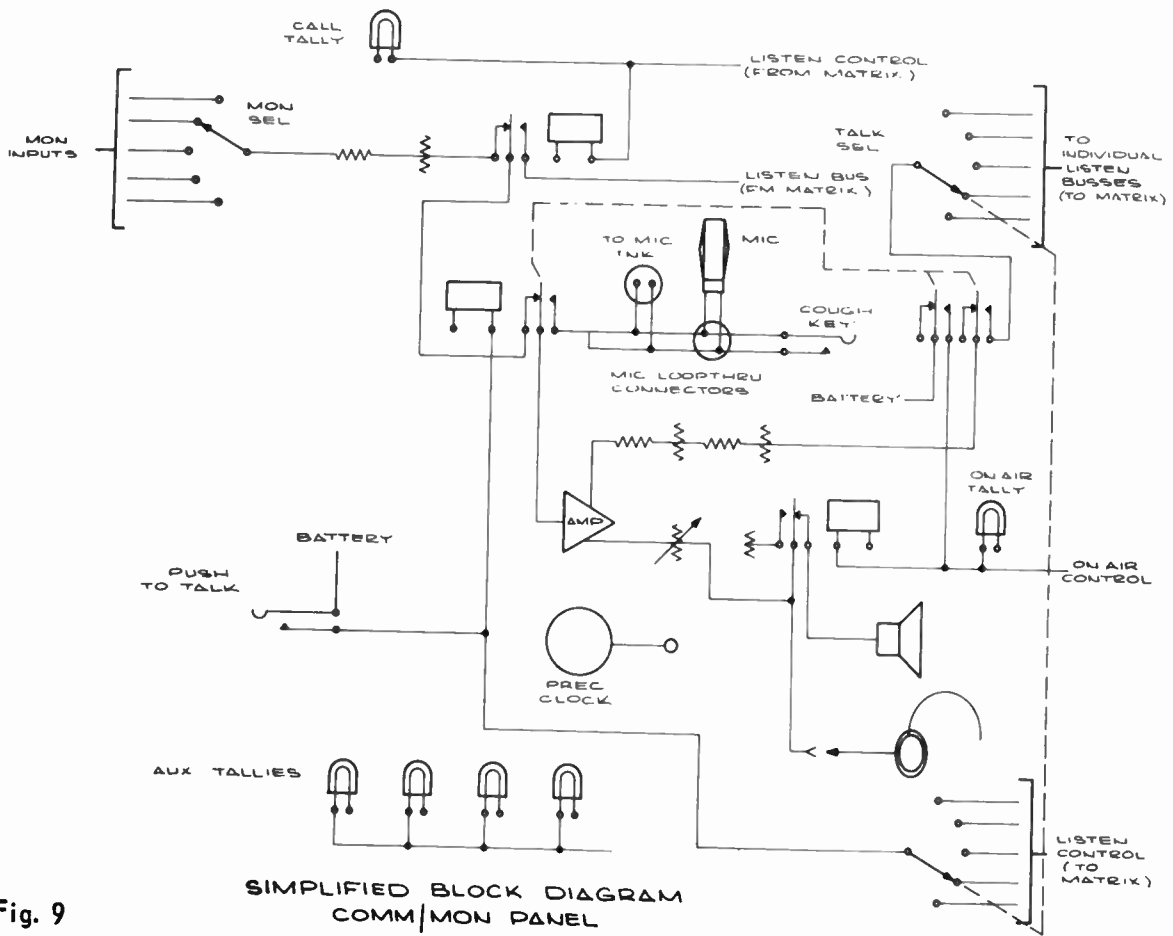 CALL
TALLY
LISTEN CONTROL
(FROM MATRIX)
MON
SEL
MON
INPUTS
TALK
SEL
TO
INDIVIDUAL
LISTEN
BUSSES
(TO MATRIX)
LISTEN BUS
(FM MATRIX)
TO MIC
TNK
MIC
COUGH
KEY
MIC LOOPTHRU
CONNECTORS
BATTERY
ON AIR
TALLY
AMP
BATTERY
PUSH
TO TALK
ON AIR
CONTROL
PREC
CLOCK
AUX TALLIES
LISTEN
CONTROL
(TO
MATRIX)
SIMPLIFIED BLOCK DIAGRAM
COMM/MON PANEL
Fig. 9